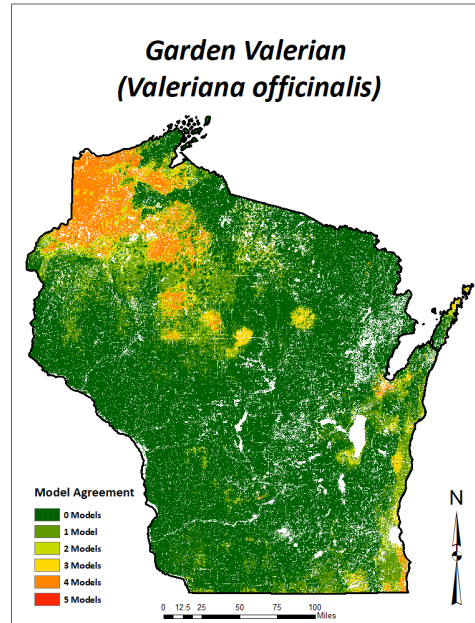 Garden Valerian
(Valeriana officinalis)
Model Agreement
0 Models
1 Model
2 Models
3 Models
4 Models
5 Models
N
0 12.5 25 50 75 100
Miles